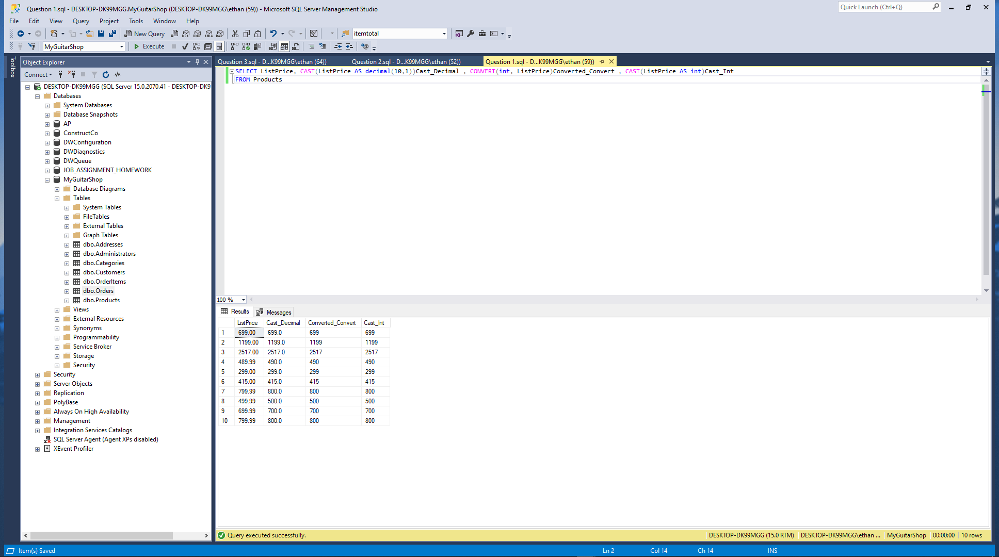 Question 1.sql - DESKTOP-DK99MGG.MyGuitarShop (DESKTOP-DK99MGG\ethan (59)) - Microsoft SQL Server Management Studio
Quick Launch (Ctrl+Q)
File Edit View Query Project Tools Window Help
New Query MDX DMX XMLA DAX itemtotal
MyGuitarShop Execute
Toolbox
Object Explorer
Connect
DESKTOP-DK99MGG (SQL Server 15.0.2070.41 - DESKTOP-DK9
Databases
System Databases
Database Snapshots
AP
ConstructCo
DWConfiguration
DWDiagnostics
DWQueue
JOB_ASSIGNMENT_HOMEWORK
MyGuitarShop
Database Diagrams
Tables
System Tables
FileTables
External Tables
Graph Tables
dbo.Addresses
dbo.Administrators
dbo.Categories
dbo.Customers
dbo.OrderItems
dbo.Orders
dbo.Products
Views
External Resources
Synonyms
Programmability
Service Broker
Storage
Security
Security
Server Objects
Replication
PolyBase
Always On High Availability
Management
Integration Services Catalogs
SQL Server Agent (Agent XPs disabled)
XEvent Profiler
Question 3.sql - D...K99MGG\ethan (64)) Question 2.sql - D...K99MGG\ethan (52)) Question 1.sql - D...K99MGG\ethan (59))
SELECT ListPrice, CAST(ListPrice AS decimal(10,1))Cast_Decimal , CONVERT(int, ListPrice)Converted_Convert , CAST(ListPrice AS int)Cast_Int
FROM Products
100 %
Results Messages
ListPrice Cast_Decimal Converted_Convert Cast_Int
1 699.00 699.0 699 699
2 1199.00 1199.0 1199 1199
3 2517.00 2517.0 2517 2517
4 489.99 490.0 490 490
5 299.00 299.0 299 299
6 415.00 415.0 415 415
7 799.99 800.0 800 800
8 499.99 500.0 500 500
9 699.99 700.0 700 700
10 799.99 800.0 800 800
Query executed successfully. DESKTOP-DK99MGG (15.0 RTM) DESKTOP-DK99MGG\ethan ... MyGuitarShop 00:00:00 10 rows
Item(s) Saved Ln 2 Col 14 Ch 14 INS